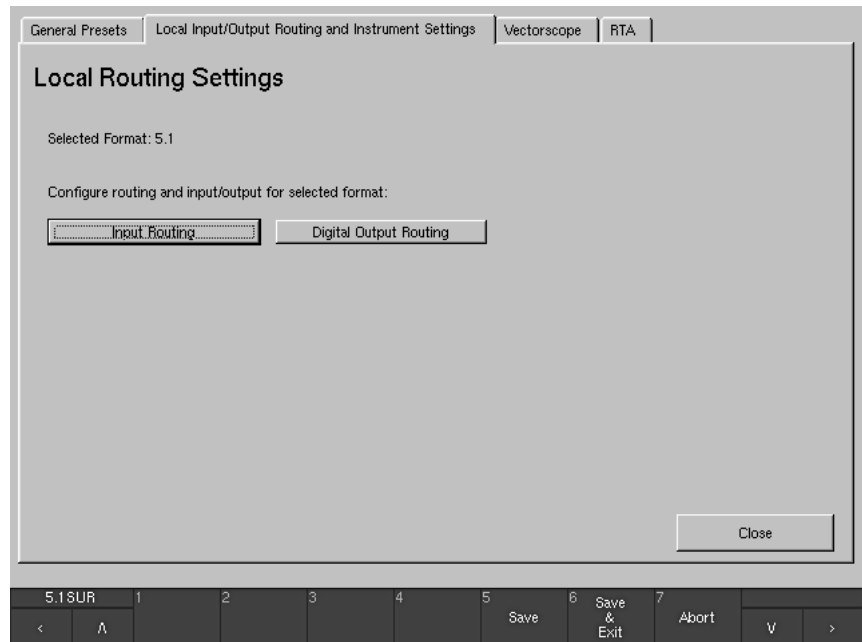 General Presets Local Input/Output Routing and Instrument Settings Vectorscope RTA
Local Routing Settings
Selected Format: 5.1
Configure routing and input/output for selected format:
Input Routing Digital Output Routing
Close
5.1SUR 1 2 3 4 5 Save 6 Save & Exit 7 Abort
< Λ V >